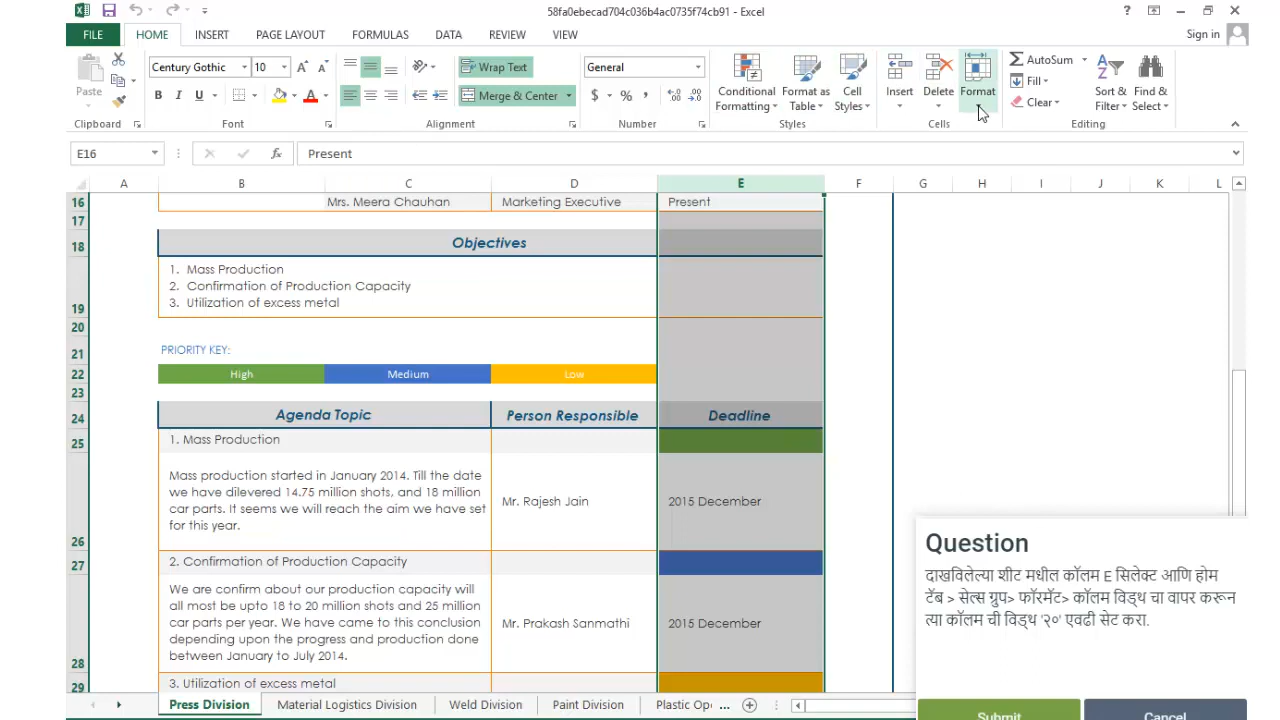 58fa0ebecad704c036b4ac0735f74cb91 - Excel
FILE HOME INSERT PAGE LAYOUT FORMULAS DATA REVIEW VIEW Sign in
Paste
Century Gothic 10
Wrap Text
General
Merge & Center
Conditional Formatting
Format as Table
Cell Styles
Insert Delete Format
AutoSum
Fill
Clear
Sort & Filter
Find & Select
Clipboard Font Alignment Number Styles Cells Editing
E16 Present
A B C D E F G H I J K L
16 Mrs. Meera Chauhan Marketing Executive Present
17
18 Objectives
1. Mass Production
2. Confirmation of Production Capacity
19 3. Utilization of excess metal
20
21 PRIORITY KEY:
22 High Medium Low
23
24 Agenda Topic Person Responsible Deadline
25 1. Mass Production
Mass production started in January 2014. Till the date
we have dilevered 14.75 million shots, and 18 million
car parts. It seems we will reach the aim we have set
for this year.
Mr. Rajesh Jain 2015 December
26
27 2. Confirmation of Production Capacity
We are confirm about our production capacity will
all most be upto 18 to 20 million shots and 25 million
car parts per year. We have came to this conclusion
depending upon the progress and production done
between January to July 2014.
Mr. Prakash Sanmathi 2015 December
28
29 3. Utilization of excess metal
Press Division Material Logistics Division Weld Division Paint Division Plastic Ope ...
Question
दाखविलेल्या शीट मधील कॉलम E सिलेक्ट आणि होम
टॅब > सेल्स ग्रुप> फॉरमॅट> कॉलम विड्थ चा वापर करून
त्या कॉलम ची विड्थ '२०' एवढी सेट करा.
Submit Cancel